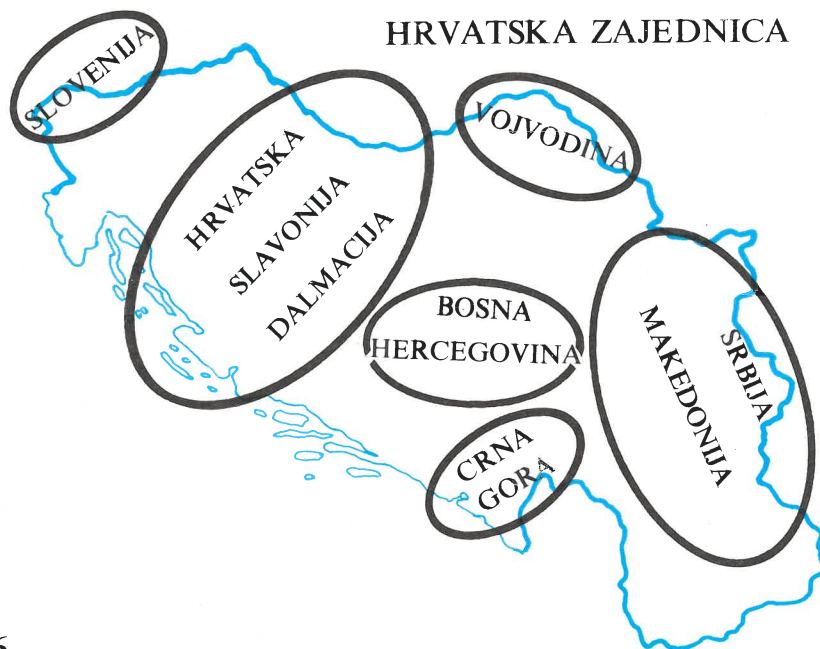 HRVATSKA ZAJEDNICA
SLOVENIJA
VOJVODINA
HRVATSKA
SLAVONIJA
DALMACIJA
BOSNA
HERCEGOVINA
MAKEDONIJA
SRBIJA
CRNA
GORA